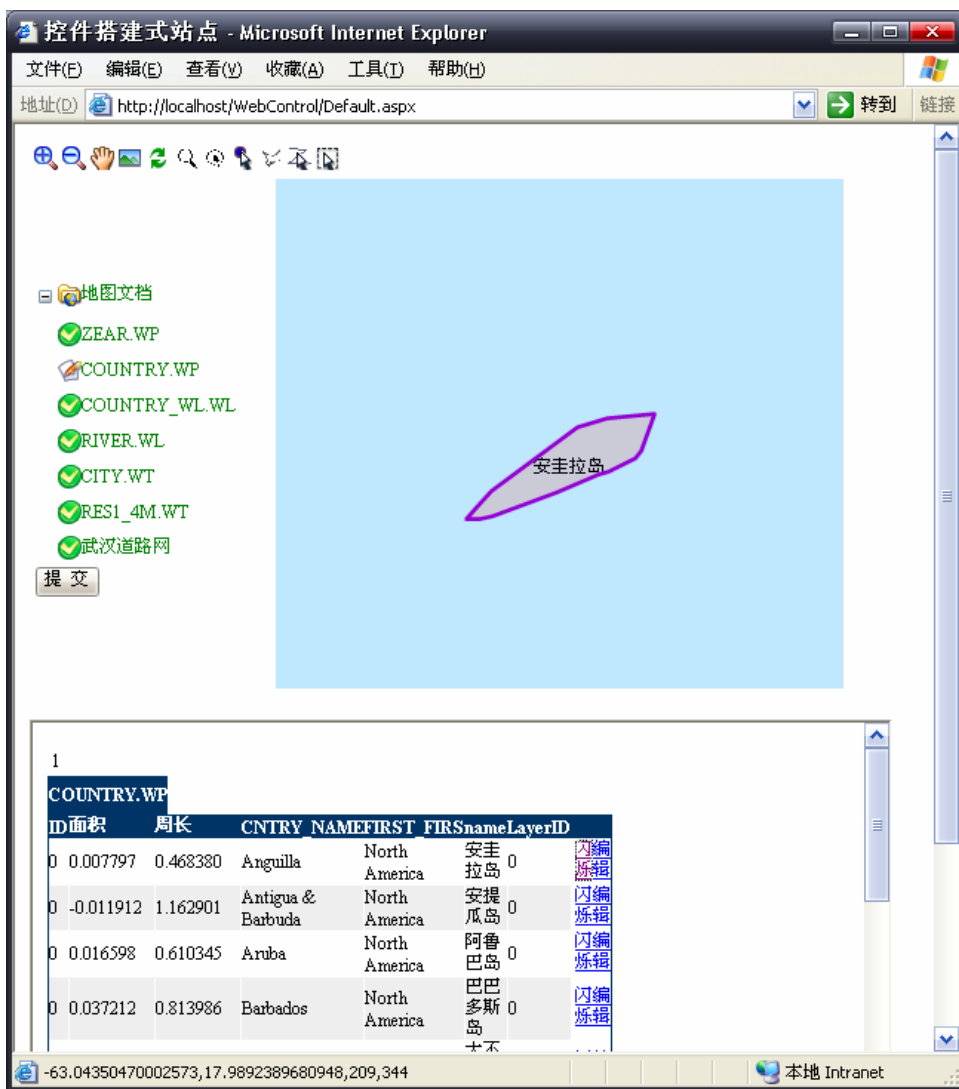 控件搭建式站点 - Microsoft Internet Explorer
文件(F) 编辑(E) 查看(V) 收藏(A) 工具(T) 帮助(H)
地址(D) http://localhost/WebControl/Default.aspx 转到 链接
地图文档
ZEAR.WP
COUNTRY.WP
COUNTRY_WL.WL
RIVER.WL
CITY.WT
RES1_4M.WT
武汉道路网
提 交
安圭拉岛
1
COUNTRY.WP
ID 面积 周长 CNTRY_NAME FIRST_FIRS name LayerID
0 0.007797 0.468380 Anguilla North America 安圭拉岛 0 闪烁 编辑
0 -0.011912 1.162901 Antigua & Barbuda North America 安提瓜岛 0 闪烁 编辑
0 0.016598 0.610345 Aruba North America 阿鲁巴岛 0 闪烁 编辑
0 0.037212 0.813986 Barbados North America 巴巴多斯岛 0 闪烁 编辑
-63.04350470002573,17.9892389680948,209,344 本地 Intranet